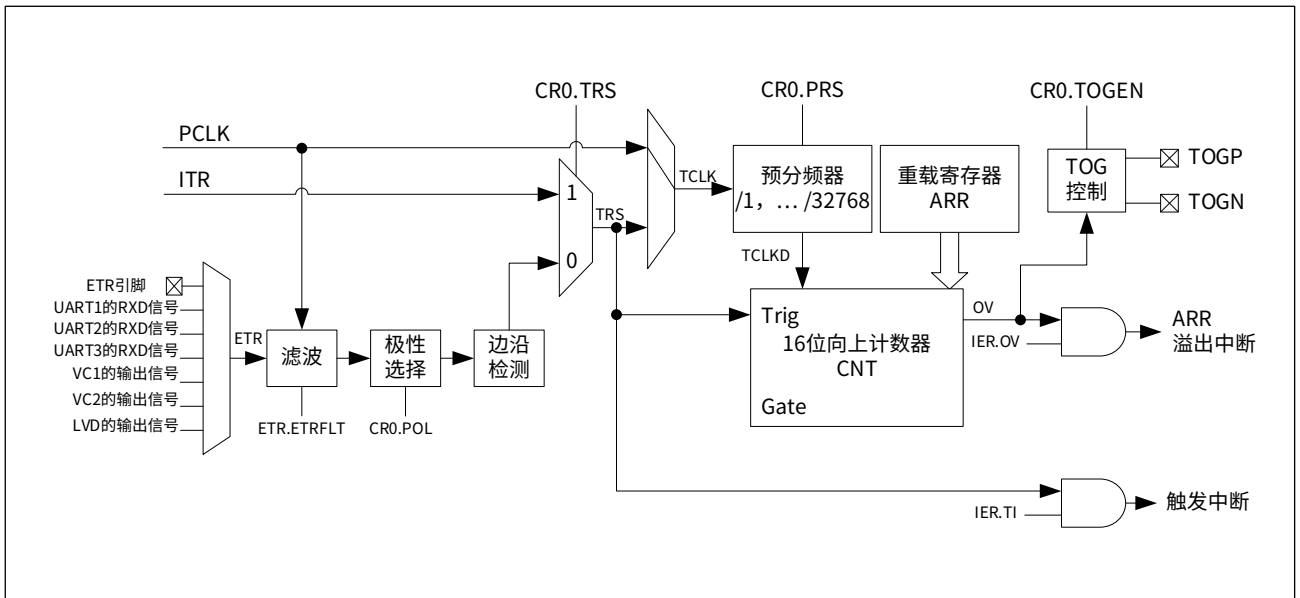 CR0.TRS
CR0.PRS
CR0.TOGEN
PCLK
ITR
1
0
TRS
TCLK
预分频器
/1，… /32768
重载寄存器
ARR
TOG
控制
TOGP
TOGN
TCLKD
ETR引脚
UART1的RXD信号
UART2的RXD信号
UART3的RXD信号
VC1的输出信号
VC2的输出信号
LVD的输出信号
ETR
滤波
极性
选择
边沿
检测
ETR.ETRFLT
CR0.POL
Trig
16位向上计数器
CNT
Gate
OV
IER.OV
ARR
溢出中断
IER.TI
触发中断